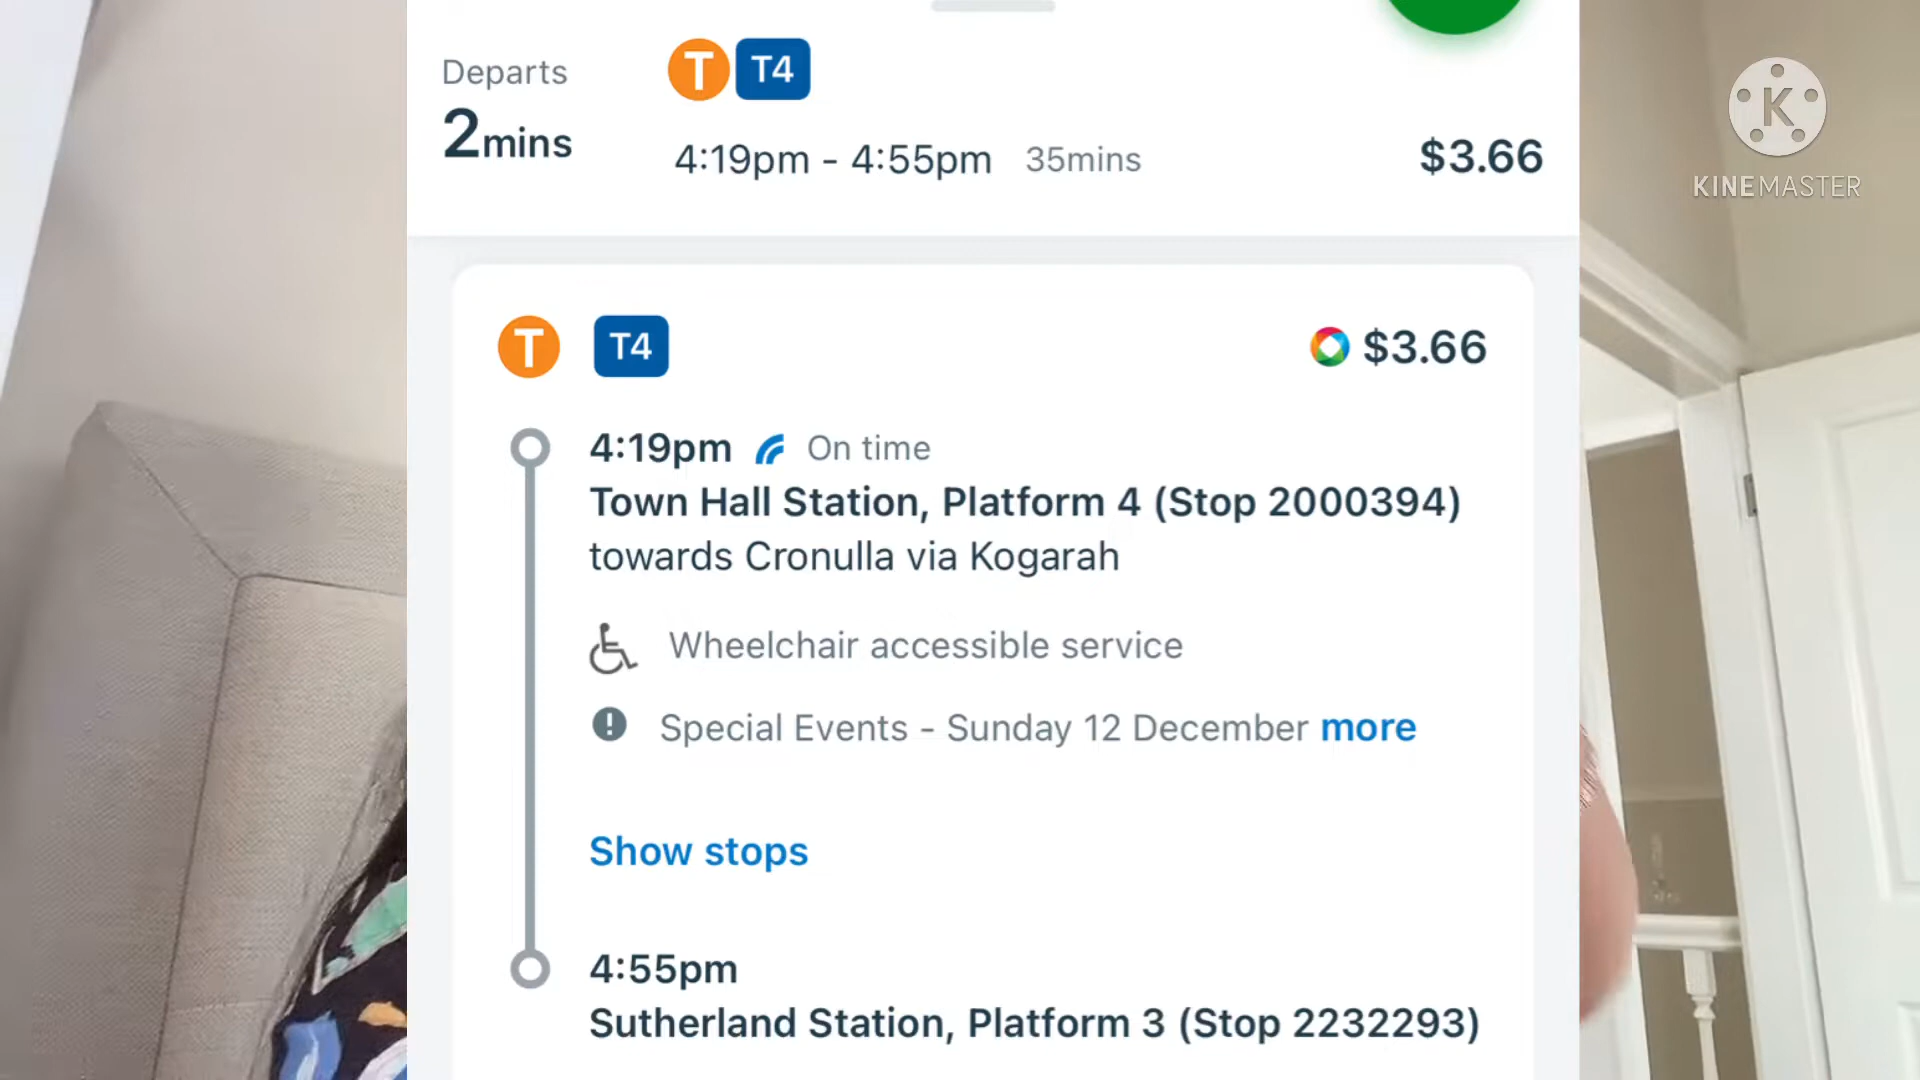 Departs
T T4
2mins
4:19pm - 4:55pm 35mins
$3.66
K
KINEMASTER
T T4
$3.66
4:19pm On time
Town Hall Station, Platform 4 (Stop 2000394)
towards Cronulla via Kogarah
Wheelchair accessible service
Special Events - Sunday 12 December more
Show stops
4:55pm
Sutherland Station, Platform 3 (Stop 2232293)